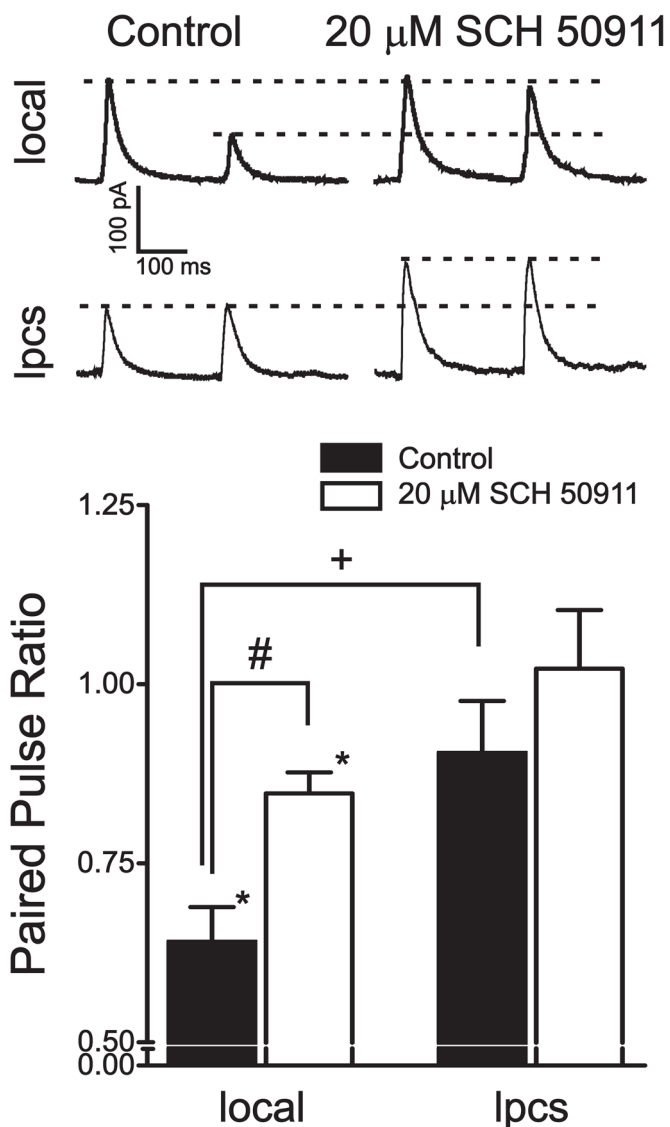 Control 20 μM SCH 50911
local
100 pA
100 ms
lpcs
Control
20 μM SCH 50911
1.25
+
#
1.00
*
0.75
*
0.50
0.00
Paired Pulse Ratio
local lpcs